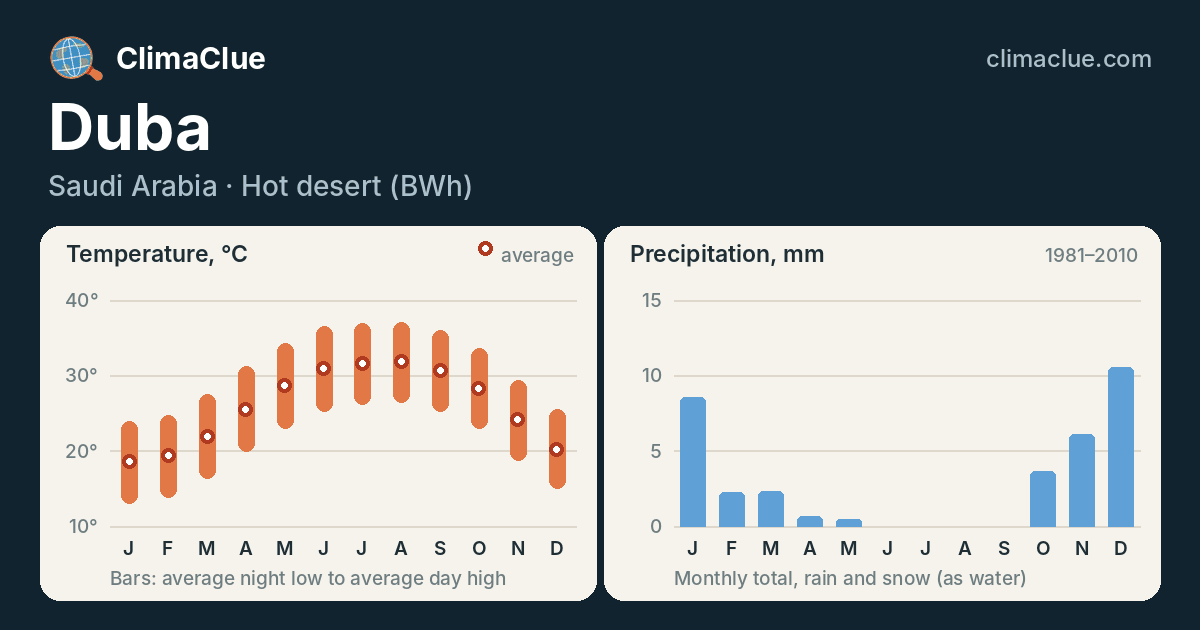 ClimaClue
climaclue.com
Duba
Saudi Arabia · Hot desert (BWh)
Temperature, °C
average
40°
30°
20°
10°
J F M A M J J A S O N D
Bars: average night low to average day high
Precipitation, mm
1981–2010
15
10
5
0
J F M A M J J A S O N D
Monthly total, rain and snow (as water)